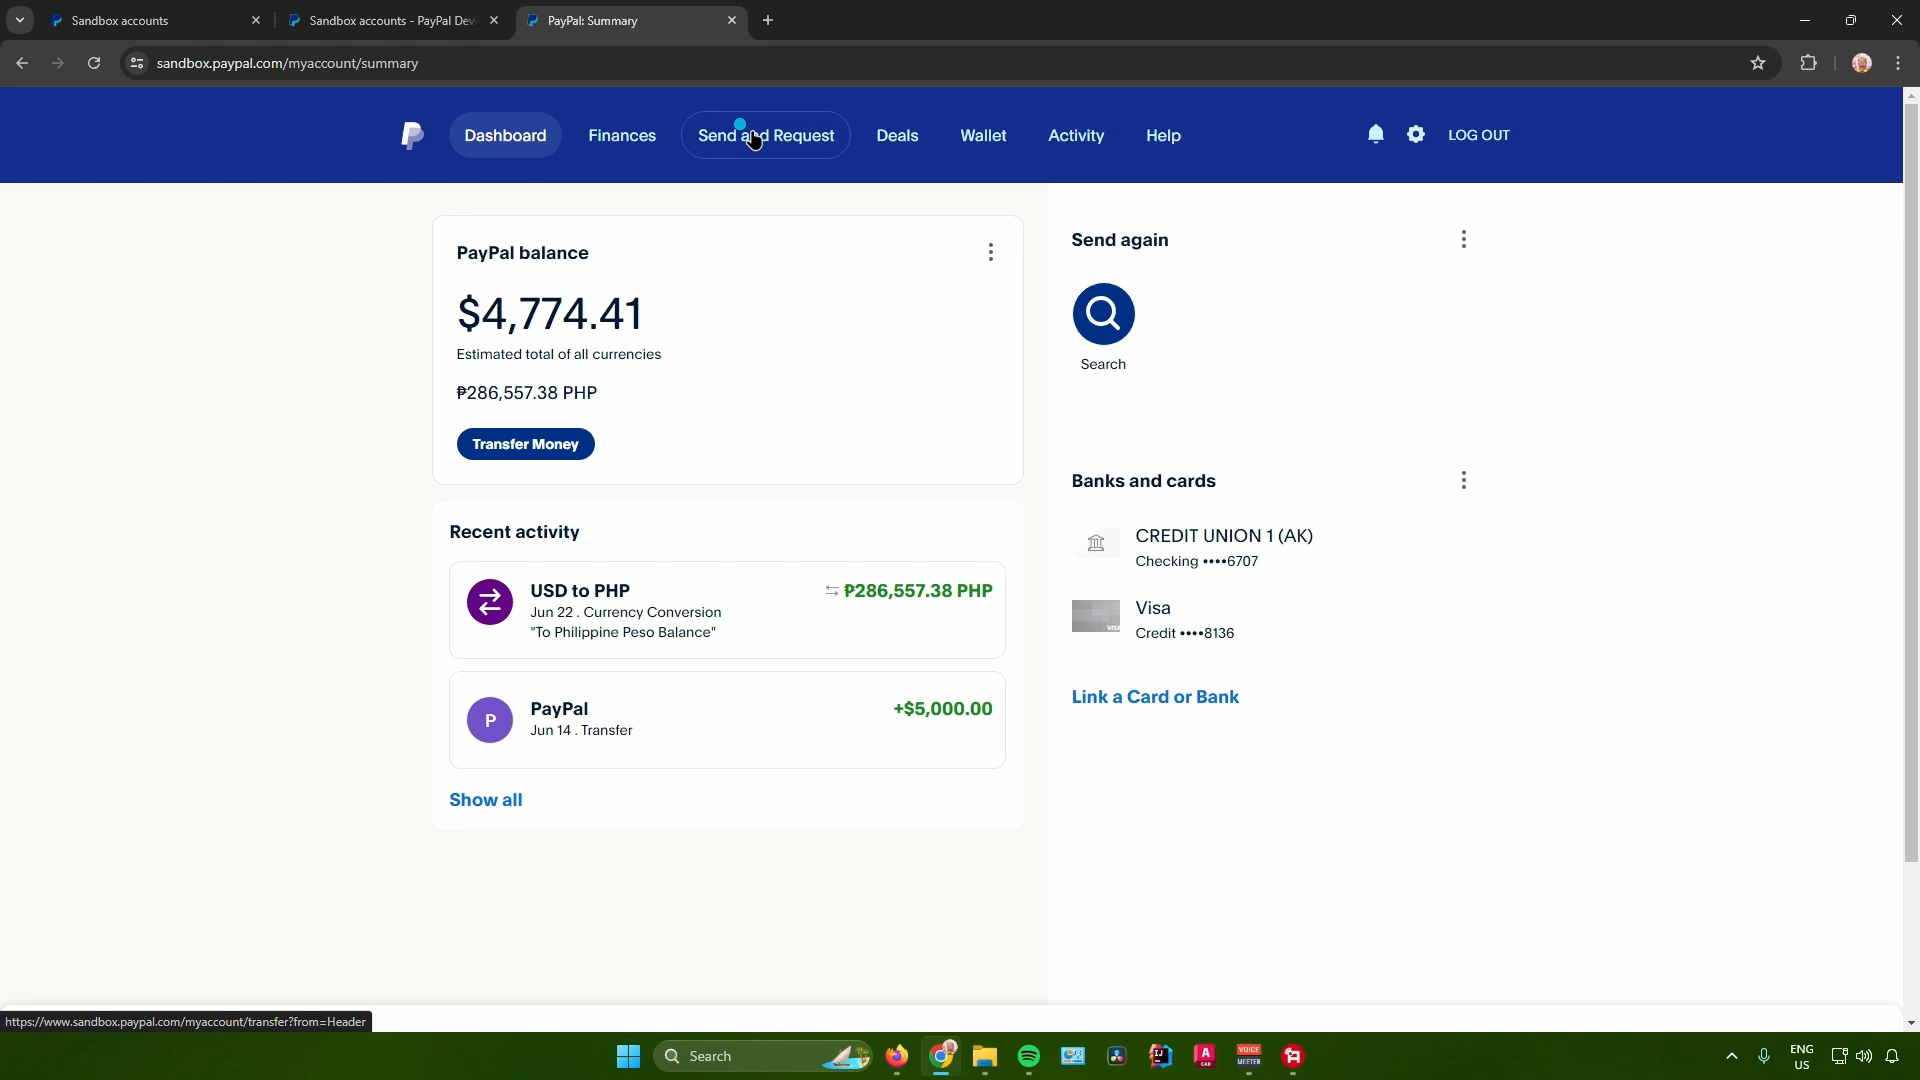 Sandbox accounts
Sandbox accounts - PayPal Dev
PayPal: Summary
sandbox.paypal.com/myaccount/summary
Dashboard
Finances
Send and Request
Deals
Wallet
Activity
Help
LOG OUT
PayPal balance
$4,774.41
Estimated total of all currencies
₱286,557.38 PHP
Transfer Money
Recent activity
USD to PHP
₱286,557.38 PHP
Jun 22 . Currency Conversion
"To Philippine Peso Balance"
P
PayPal
+$5,000.00
Jun 14 . Transfer
Show all
Send again
Search
Banks and cards
CREDIT UNION 1 (AK)
Checking ••••6707
VISA
Visa
Credit ••••8136
Link a Card or Bank
https://www.sandbox.paypal.com/myaccount/transfer?from=Header
Search
IJ
A
CAD
VOICE
MEETER
ENG
US